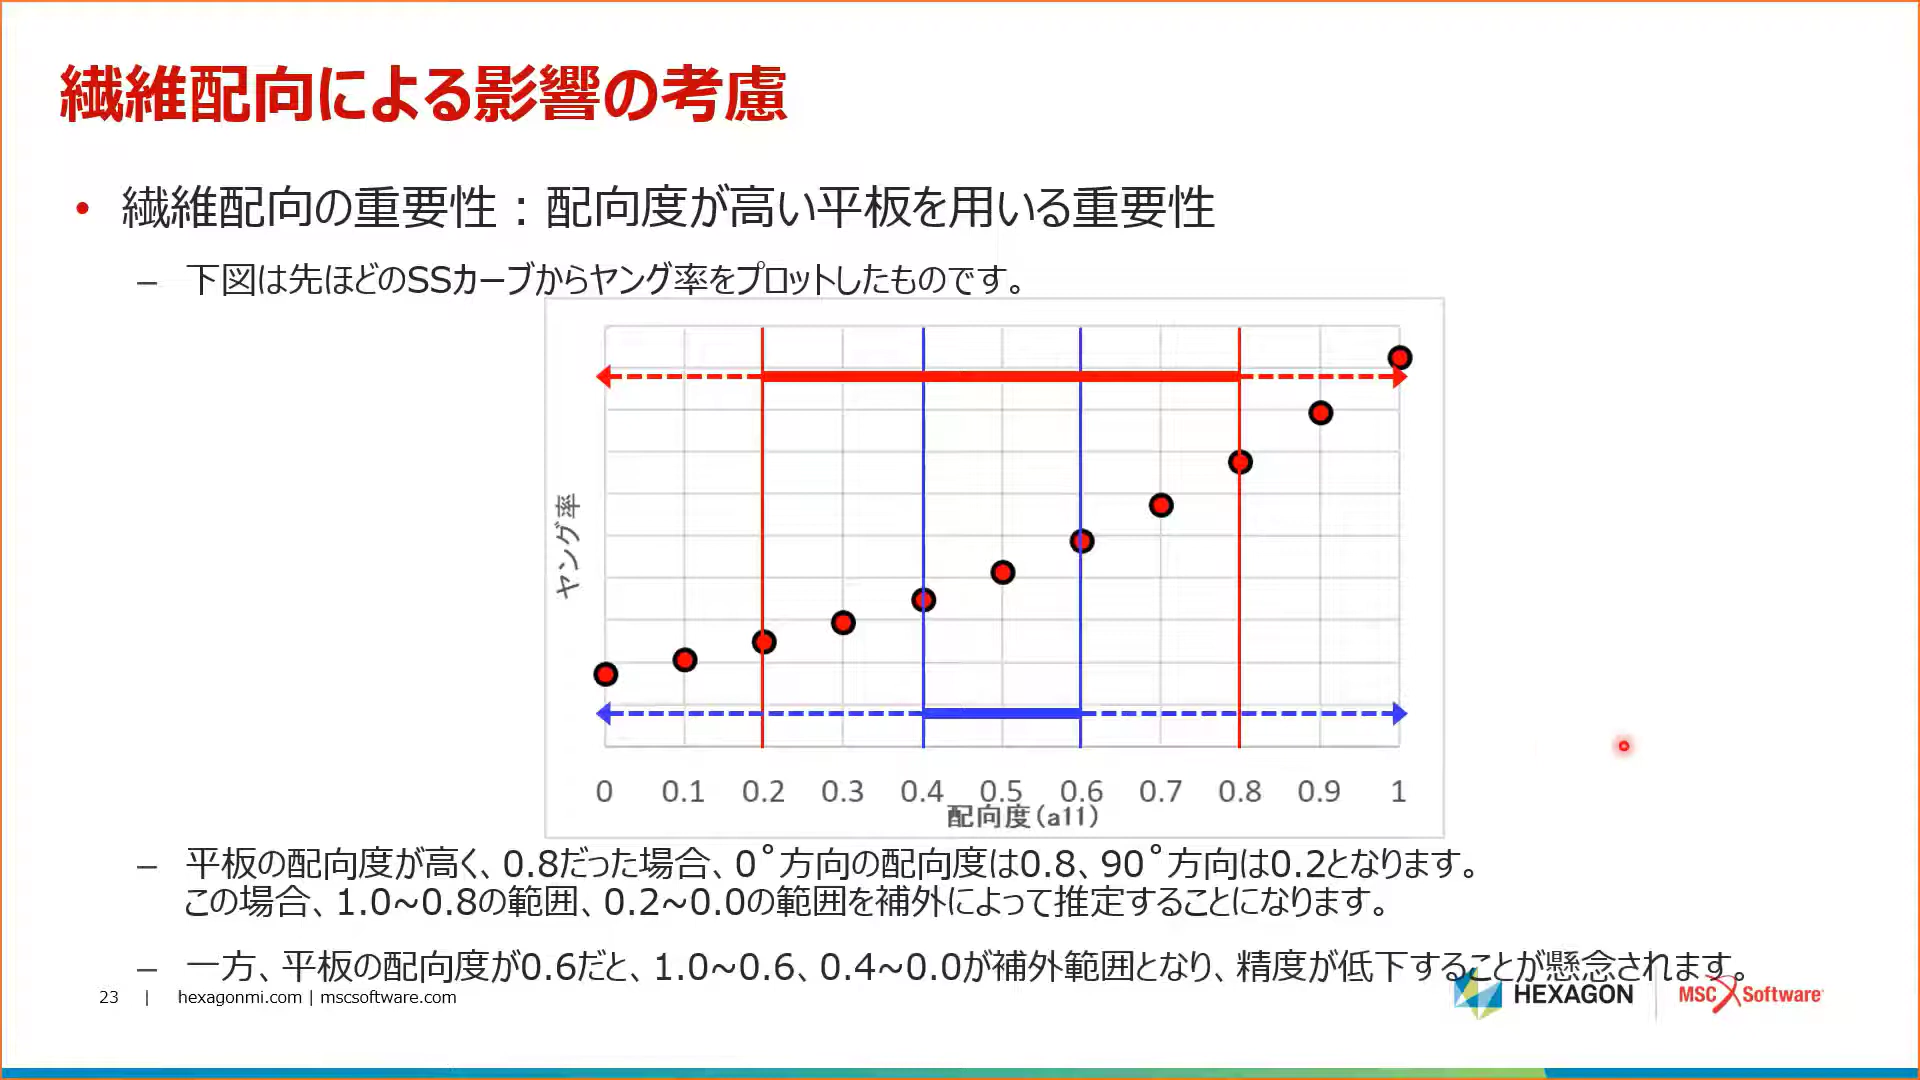 繊維配向による影響の考慮
• 繊維配向の重要性：配向度が高い平板を用いる重要性
– 下図は先ほどのSSカーブからヤング率をプロットしたものです。
ヤング率
0 0.1 0.2 0.3 0.4 0.5 0.6 0.7 0.8 0.9 1
配向度(a11)
– 平板の配向度が高く、0.8だった場合、0˚方向の配向度は0.8、90˚方向は0.2となります。
この場合、1.0~0.8の範囲、0.2~0.0の範囲を補外によって推定することになります。
– 一方、平板の配向度が0.6だと、1.0~0.6、0.4~0.0が補外範囲となり、精度が低下することが懸念されます。
23 | hexagonmi.com | mscsoftware.com
HEXAGON
MSC Software